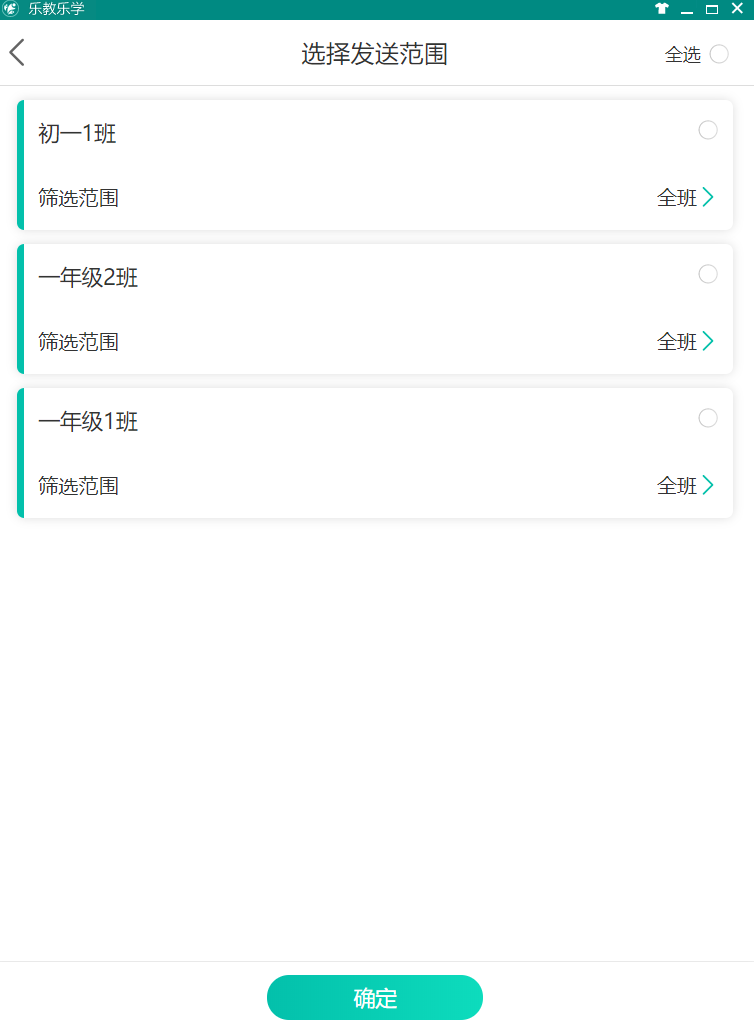 乐教乐学
选择发送范围 全选
初一1班
筛选范围 全班
一年级2班
筛选范围 全班
一年级1班
筛选范围 全班
确定